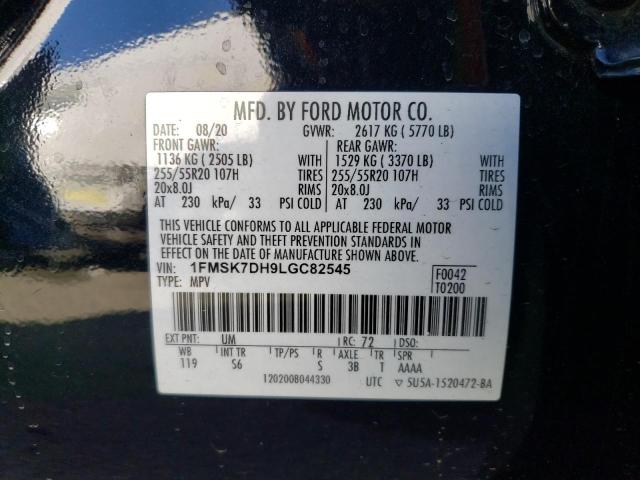 MFD. BY FORD MOTOR CO.
DATE: 08/20 GVWR: 2617 KG ( 5770 LB)
FRONT GAWR: REAR GAWR:
1136 KG ( 2505 LB) WITH 1529 KG ( 3370 LB) WITH
255/55R20 107H TIRES 255/55R20 107H TIRES
20x8.0J RIMS 20x8.0J RIMS
AT 230 kPa/ 33 PSI COLD AT 230 kPa/ 33 PSI COLD
THIS VEHICLE CONFORMS TO ALL APPLICABLE FEDERAL MOTOR
VEHICLE SAFETY AND THEFT PREVENTION STANDARDS IN
EFFECT ON THE DATE OF MANUFACTURE SHOWN ABOVE.
VIN: 1FMSK7DH9LGC82545 F0042
TYPE: MPV T0200
EXT PNT: UM RC: 72 DSO:
WB INT TR TP/PS R AXLE TR SPR
119 S6 S 3B T AAAA
1202008044330 UTC ▽ 5U5A-1520472-BA